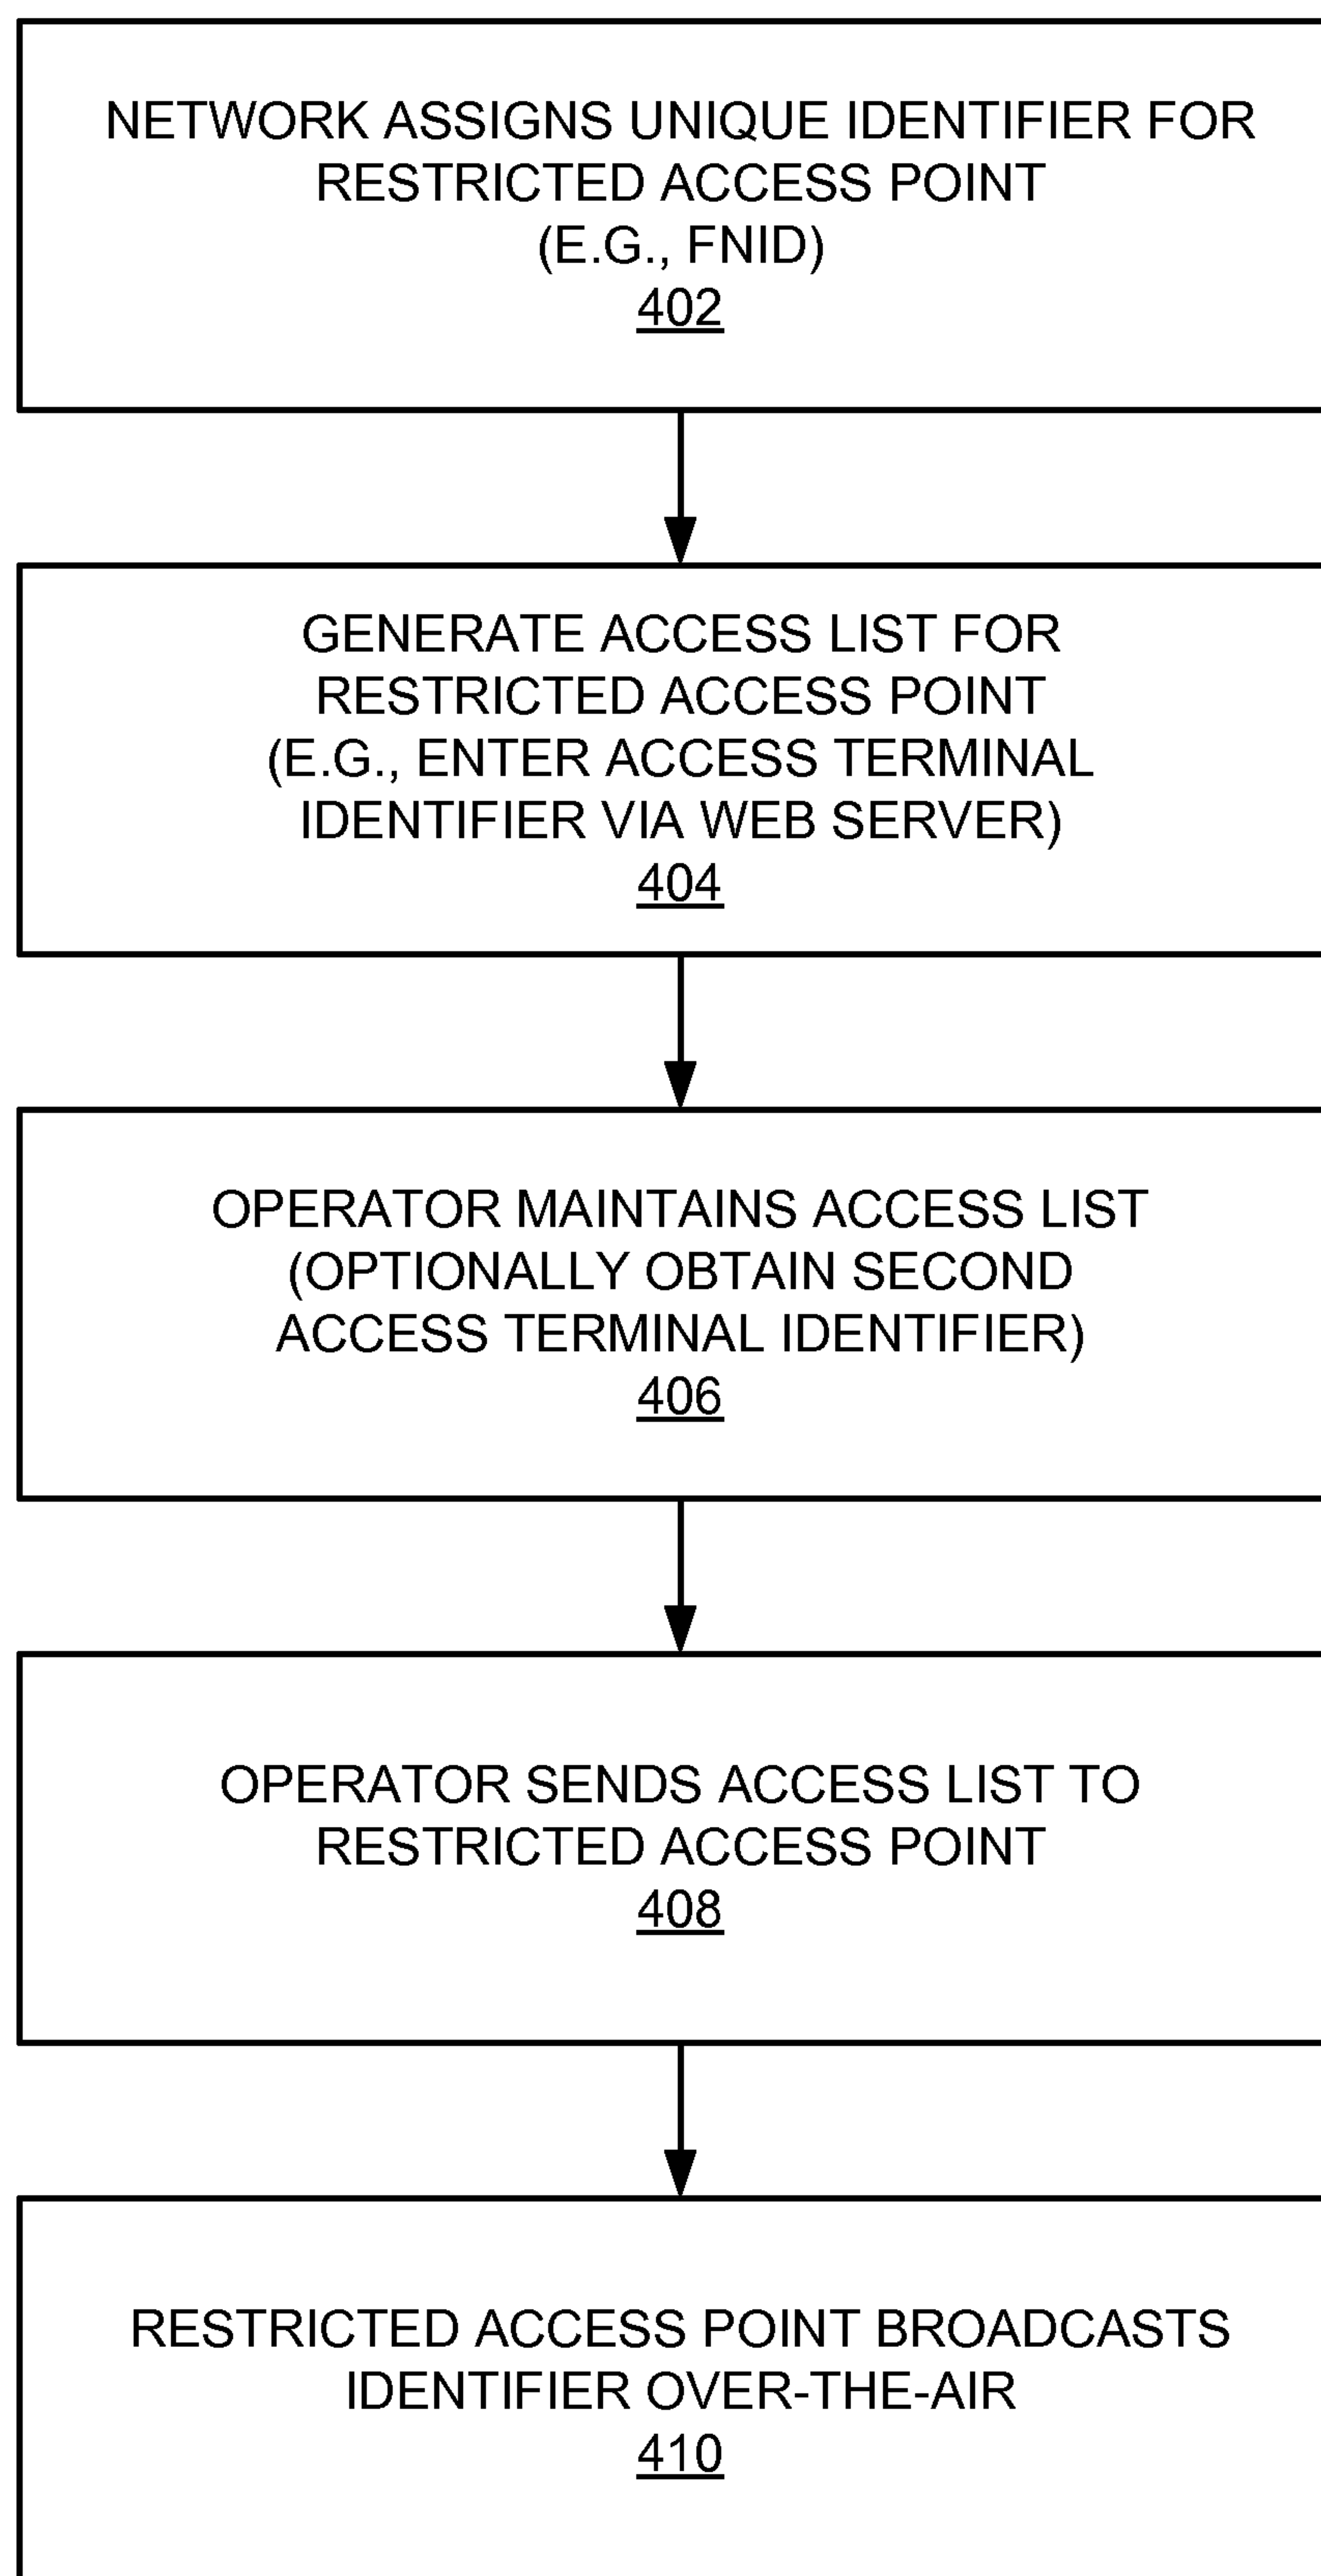 NETWORK ASSIGNS UNIQUE IDENTIFIER FOR
RESTRICTED ACCESS POINT
(E.G., FNID)
402
GENERATE ACCESS LIST FOR
RESTRICTED ACCESS POINT
(E.G., ENTER ACCESS TERMINAL
IDENTIFIER VIA WEB SERVER)
404
OPERATOR MAINTAINS ACCESS LIST
(OPTIONALLY OBTAIN SECOND
ACCESS TERMINAL IDENTIFIER)
406
OPERATOR SENDS ACCESS LIST TO
RESTRICTED ACCESS POINT
408
RESTRICTED ACCESS POINT BROADCASTS
IDENTIFIER OVER-THE-AIR
410